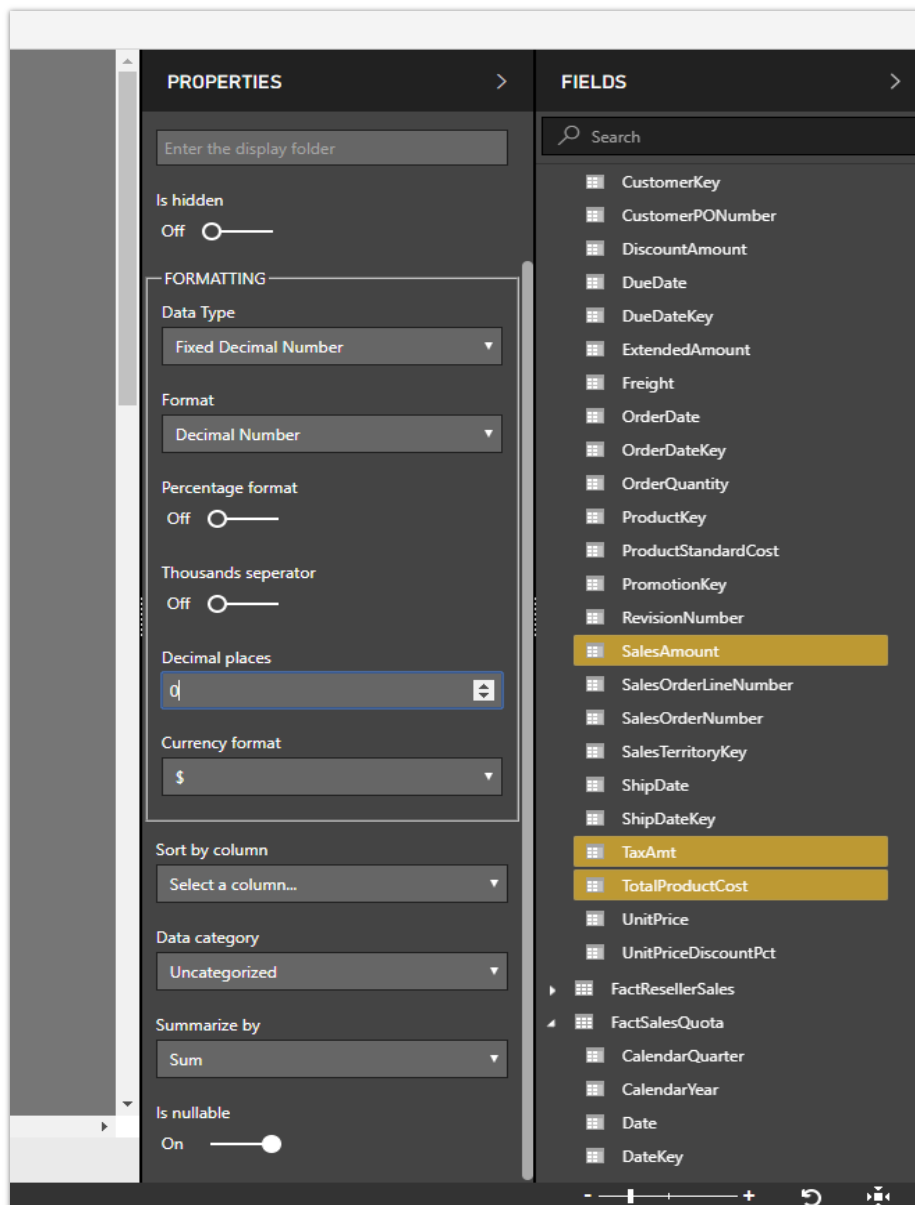 PROPERTIES
Enter the display folder
Is hidden
Off
FORMATTING
Data Type
Fixed Decimal Number
Format
Decimal Number
Percentage format
Off
Thousands seperator
Off
Decimal places
0
Currency format
$
Sort by column
Select a column...
Data category
Uncategorized
Summarize by
Sum
Is nullable
On
FIELDS
Search
CustomerKey
CustomerPONumber
DiscountAmount
DueDate
DueDateKey
ExtendedAmount
Freight
OrderDate
OrderDateKey
OrderQuantity
ProductKey
ProductStandardCost
PromotionKey
RevisionNumber
SalesAmount
SalesOrderLineNumber
SalesOrderNumber
SalesTerritoryKey
ShipDate
ShipDateKey
TaxAmt
TotalProductCost
UnitPrice
UnitPriceDiscountPct
FactResellerSales
FactSalesQuota
CalendarQuarter
CalendarYear
Date
DateKey